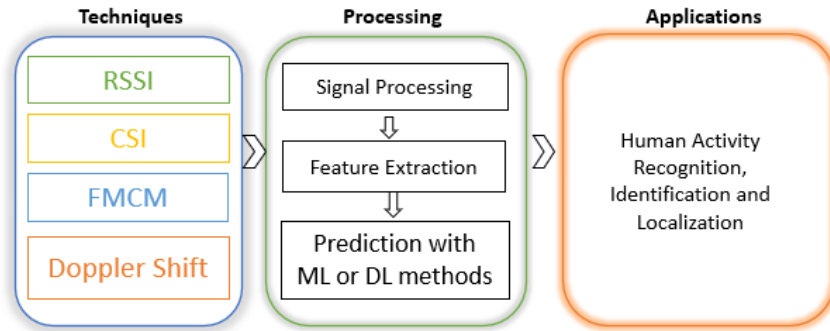 Techniques
RSSI
CSI
FMCM
Doppler Shift
Processing
Signal Processing
Feature Extraction
Prediction with
ML or DL methods
Applications
Human Activity
Recognition,
Identification and
Localization